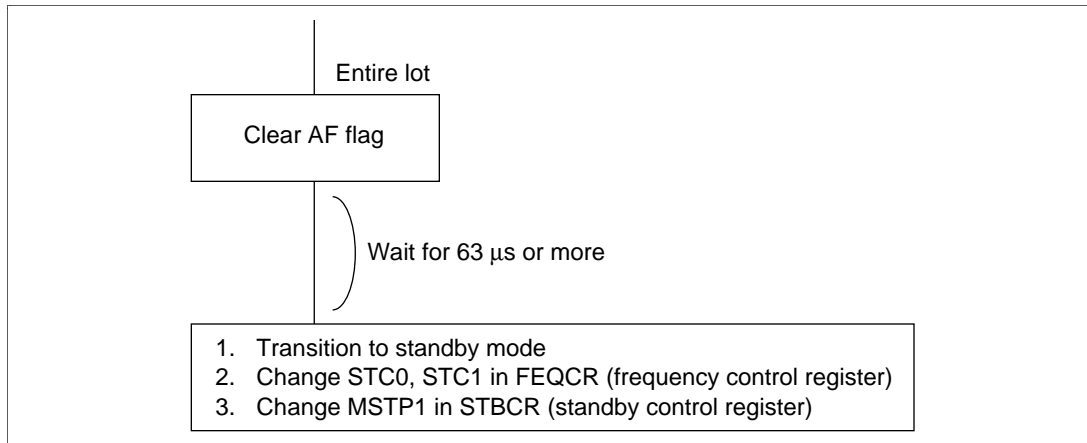 Entire lot
Clear AF flag
Wait for 63 μs or more
1. Transition to standby mode
2. Change STC0, STC1 in FEQCR (frequency control register)
3. Change MSTP1 in STBCR (standby control register)